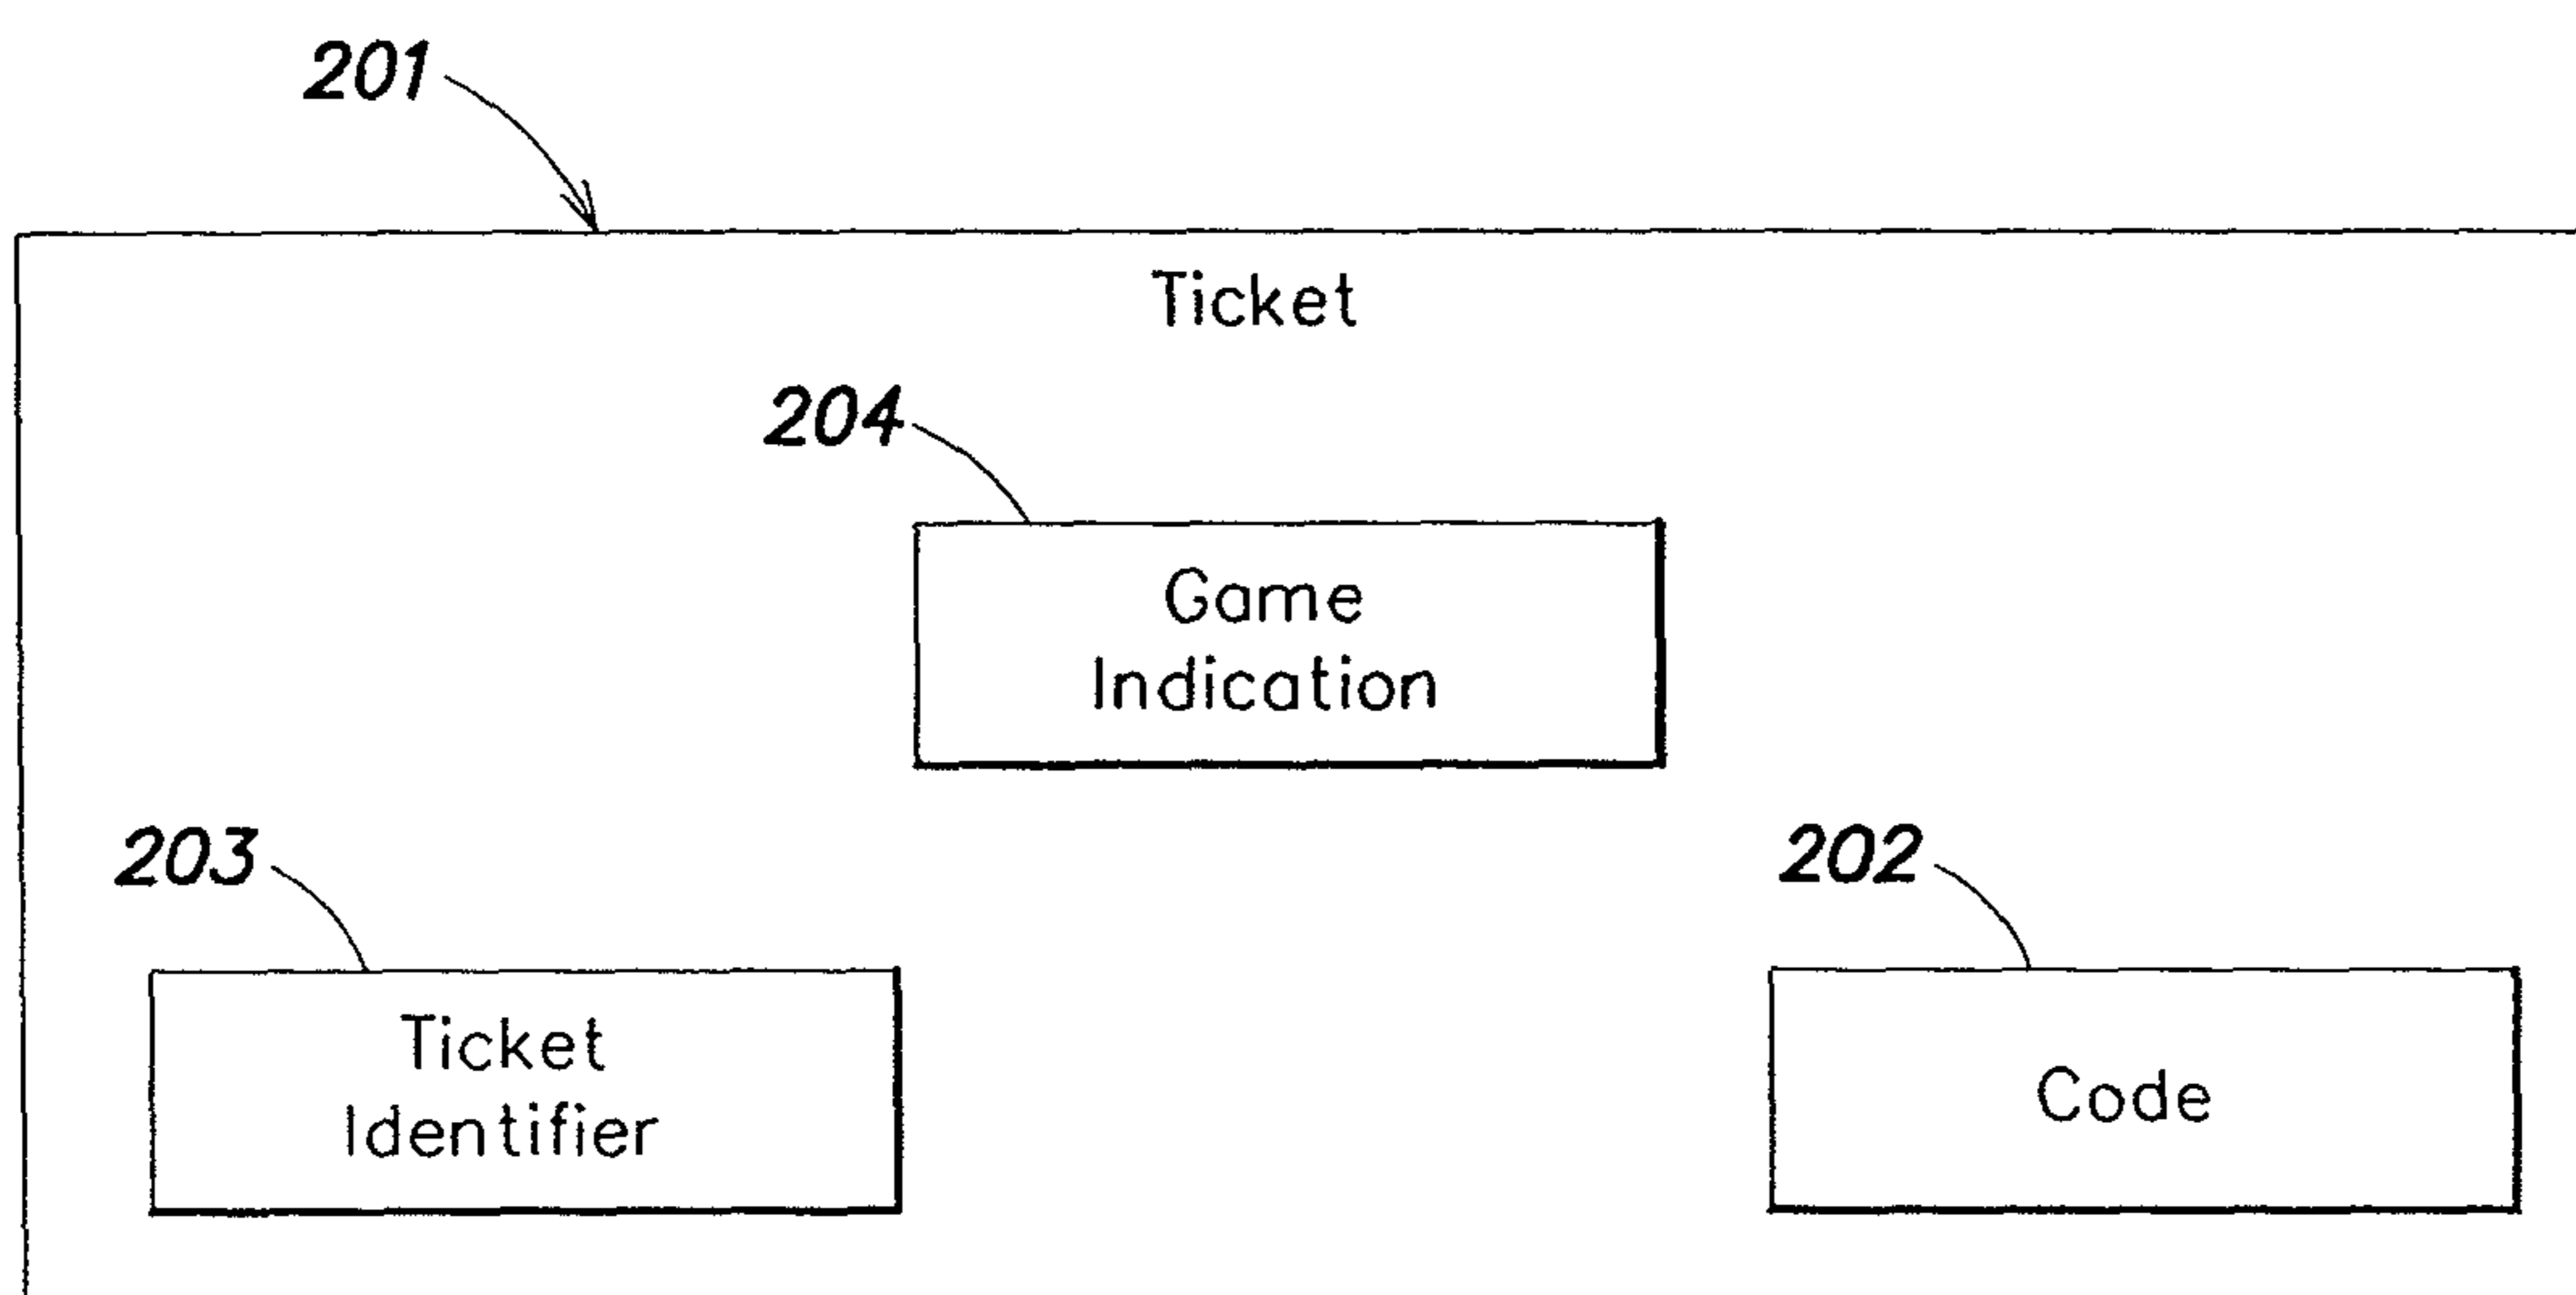 201
Ticket
204
Game
Indication
203
202
Ticket
Identifier
Code